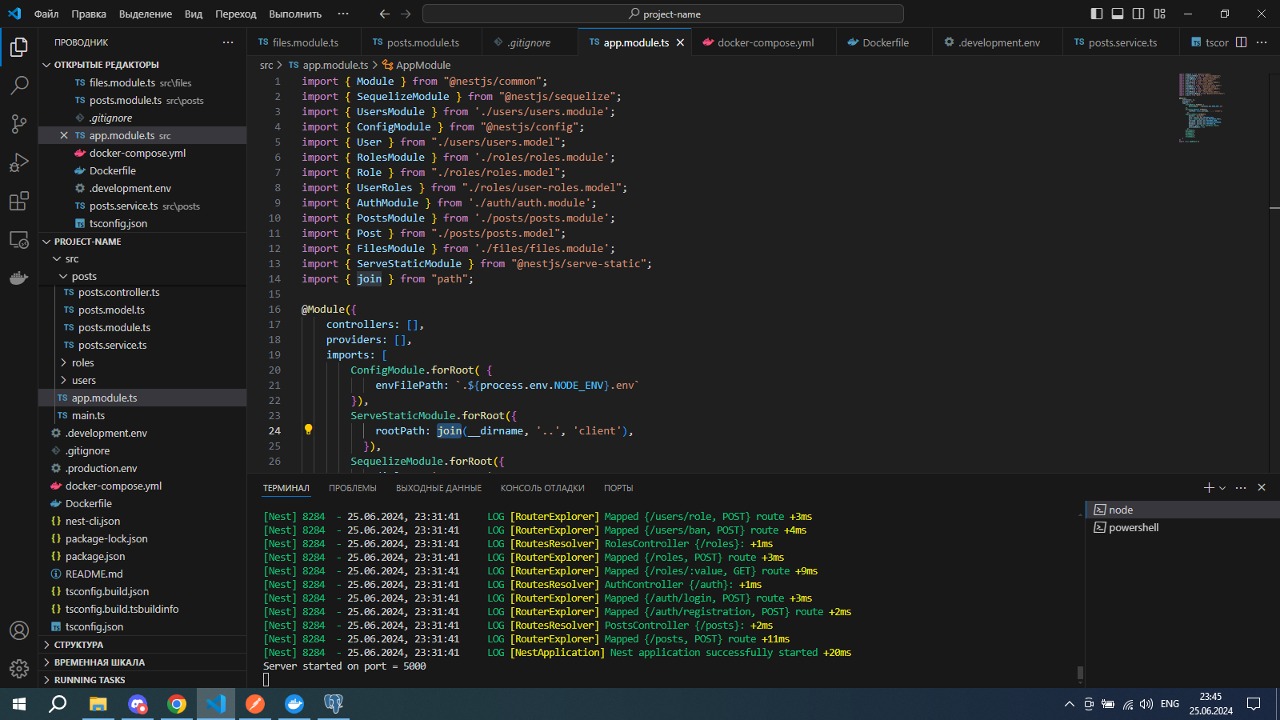 Файл Правка Выделение Вид Переход Выполнить ··· project-name
ПРОВОДНИК ···
ОТКРЫТЫЕ РЕДАКТОРЫ
files.module.ts src\files
posts.module.ts src\posts
.gitignore
app.module.ts src
docker-compose.yml
Dockerfile
.development.env
posts.service.ts src\posts
tsconfig.json
PROJECT-NAME
src
posts
posts.controller.ts
posts.model.ts
posts.module.ts
posts.service.ts
roles
users
app.module.ts
main.ts
.development.env
.gitignore
.production.env
docker-compose.yml
Dockerfile
nest-cli.json
package-lock.json
package.json
README.md
tsconfig.build.json
tsconfig.build.tsbuildinfo
tsconfig.json
СТРУКТУРА
ВРЕМЕННАЯ ШКАЛА
RUNNING TASKS
TS files.module.ts TS posts.module.ts .gitignore TS app.module.ts docker-compose.yml Dockerfile .development.env TS posts.service.ts tscor ···
src > TS app.module.ts > AppModule
1 import { Module } from "@nestjs/common";
2 import { SequelizeModule } from "@nestjs/sequelize";
3 import { UsersModule } from './users/users.module';
4 import { ConfigModule } from "@nestjs/config";
5 import { User } from "./users/users.model";
6 import { RolesModule } from './roles/roles.module';
7 import { Role } from "./roles/roles.model";
8 import { UserRoles } from "./roles/user-roles.model";
9 import { AuthModule } from './auth/auth.module';
10 import { PostsModule } from './posts/posts.module';
11 import { Post } from "./posts/posts.model";
12 import { FilesModule } from './files/files.module';
13 import { ServeStaticModule } from "@nestjs/serve-static";
14 import { join } from "path";
15
16 @Module({
17 controllers: [],
18 providers: [],
19 imports: [
20 ConfigModule.forRoot( {
21 envFilePath: `.${process.env.NODE_ENV}.env`
22 }),
23 ServeStaticModule.forRoot({
24 rootPath: join(__dirname, '..', 'client'),
25 }),
26 SequelizeModule.forRoot({
ТЕРМИНАЛ ПРОБЛЕМЫ ВЫХОДНЫЕ ДАННЫЕ КОНСОЛЬ ОТЛАДКИ ПОРТЫ
[Nest] 8284 - 25.06.2024, 23:31:41 LOG [RouterExplorer] Mapped {/users/role, POST} route +3ms
[Nest] 8284 - 25.06.2024, 23:31:41 LOG [RouterExplorer] Mapped {/users/ban, POST} route +4ms
[Nest] 8284 - 25.06.2024, 23:31:41 LOG [RoutesResolver] RolesController {/roles}: +1ms
[Nest] 8284 - 25.06.2024, 23:31:41 LOG [RouterExplorer] Mapped {/roles, POST} route +3ms
[Nest] 8284 - 25.06.2024, 23:31:41 LOG [RouterExplorer] Mapped {/roles/:value, GET} route +9ms
[Nest] 8284 - 25.06.2024, 23:31:41 LOG [RoutesResolver] AuthController {/auth}: +1ms
[Nest] 8284 - 25.06.2024, 23:31:41 LOG [RouterExplorer] Mapped {/auth/login, POST} route +3ms
[Nest] 8284 - 25.06.2024, 23:31:41 LOG [RouterExplorer] Mapped {/auth/registration, POST} route +2ms
[Nest] 8284 - 25.06.2024, 23:31:41 LOG [RoutesResolver] PostsController {/posts}: +2ms
[Nest] 8284 - 25.06.2024, 23:31:41 LOG [RouterExplorer] Mapped {/posts, POST} route +11ms
[Nest] 8284 - 25.06.2024, 23:31:41 LOG [NestApplication] Nest application successfully started +20ms
Server started on port = 5000
node
powershell
ENG 23:45
25.06.2024